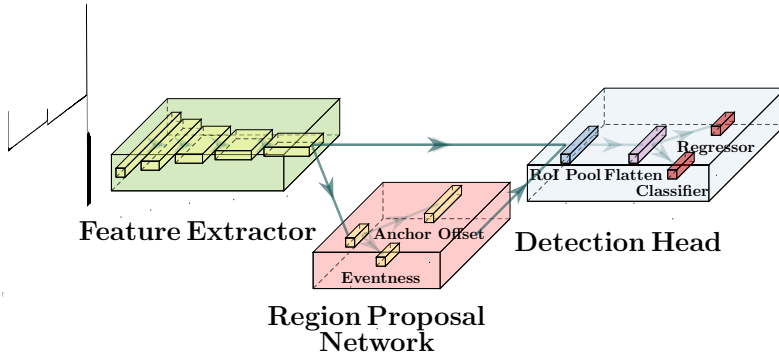 Feature Extractor
Anchor Offset
Eventness
Region Proposal
Network
RoI Pool Flatten
Regressor
Classifier
Detection Head